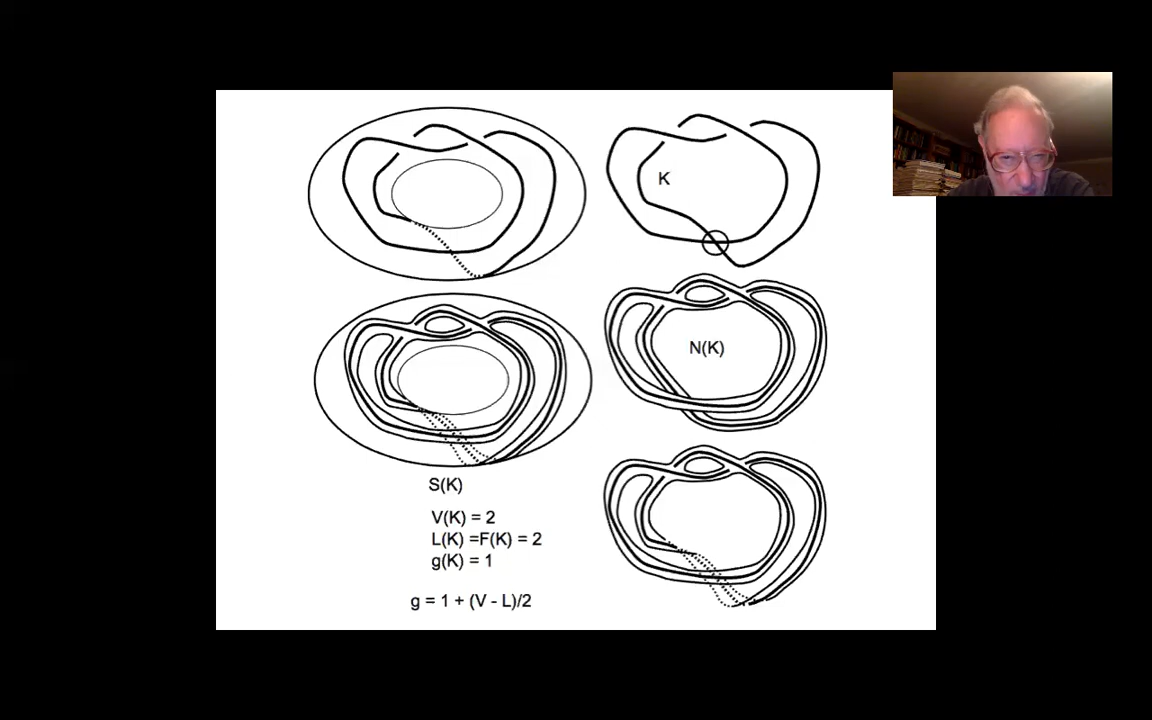 K
N(K)
S(K)
V(K) = 2
L(K) =F(K) = 2
g(K) = 1
g = 1 + (V - L)/2